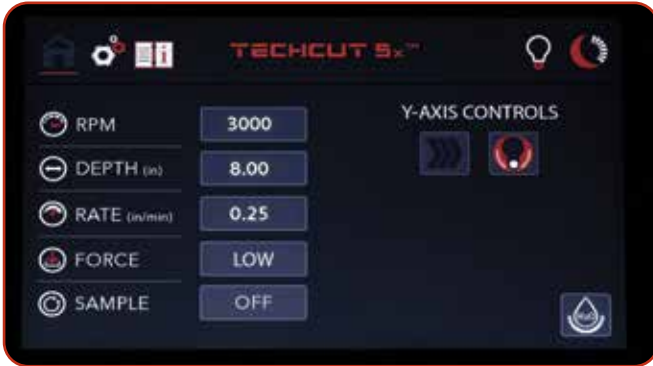 TECHCUT 5x™
RPM 3000
DEPTH (in) 8.00
RATE (in/min) 0.25
FORCE LOW
SAMPLE OFF
Y-AXIS CONTROLS